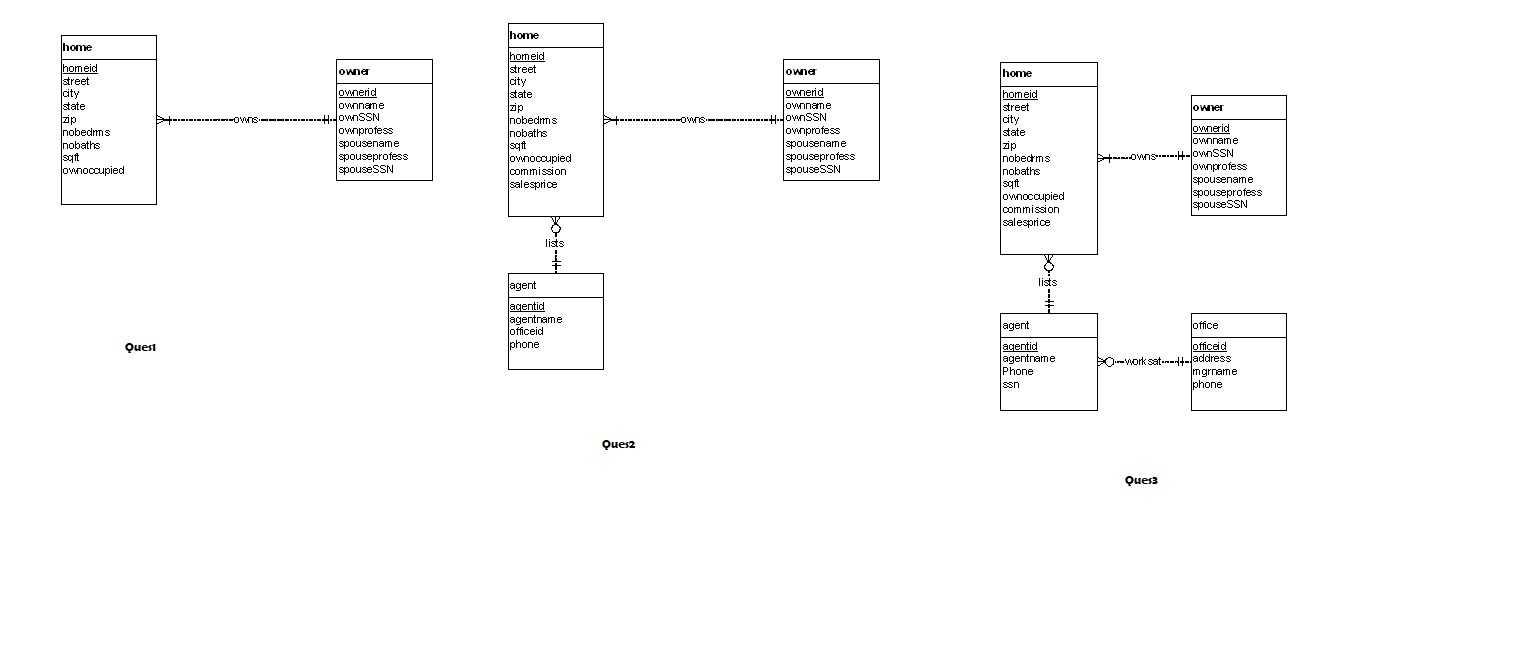 home
homeid
street
city
state
zip
nobedrms
nobaths
sqft
ownoccupied
owns
owner
ownerid
ownname
ownSSN
ownprofess
spousename
spouseprofess
spouseSSN
Ques1
home
homeid
street
city
state
zip
nobedrms
nobaths
sqft
ownoccupied
commission
salesprice
owns
owner
ownerid
ownname
ownSSN
ownprofess
spousename
spouseprofess
spouseSSN
lists
agent
agentid
agentname
officeid
phone
Ques2
home
homeid
street
city
state
zip
nobedrms
nobaths
sqft
ownoccupied
commission
salesprice
owns
owner
ownerid
ownname
ownSSN
ownprofess
spousename
spouseprofess
spouseSSN
lists
agent
agentid
agentname
Phone
ssn
worksat
office
officeid
address
mgrname
phone
Ques3